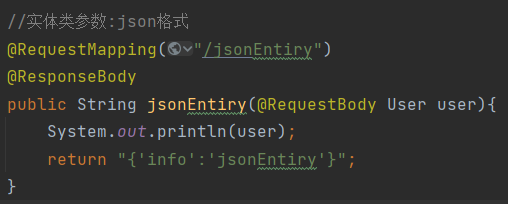 //实体类参数:json格式
@RequestMapping("/jsonEntiry")
@ResponseBody
public String jsonEntiry(@RequestBody User user){
    System.out.println(user);
    return "{'info':'jsonEntiry'}";
}